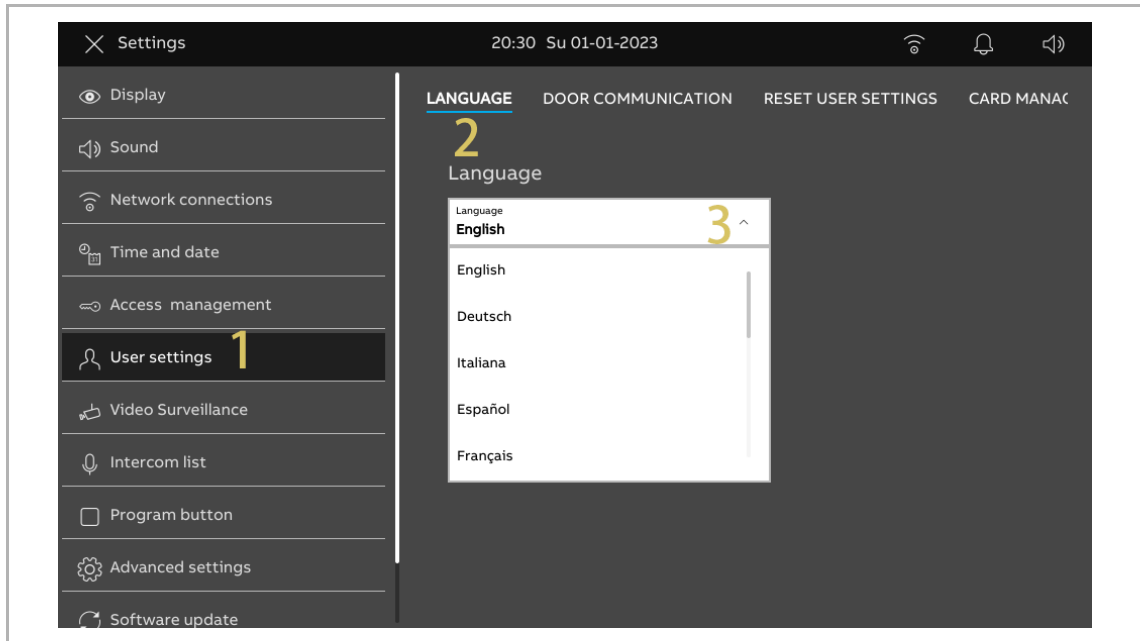 Settings
20:30 Su 01-01-2023
Display
Sound
Network connections
Time and date
Access management
User settings
1
Video Surveillance
Intercom list
Program button
Advanced settings
Software update
LANGUAGE DOOR COMMUNICATION RESET USER SETTINGS CARD MANAC
2
Language
Language
English
3
English
Deutsch
Italiana
Español
Français